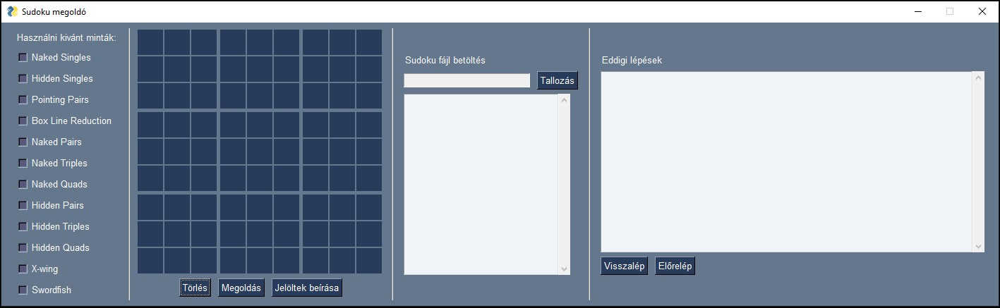 Sudoku megoldó
Használni kivánt minták:
Naked Singles
Hidden Singles
Pointing Pairs
Box Line Reduction
Naked Pairs
Naked Triples
Naked Quads
Hidden Pairs
Hidden Triples
Hidden Quads
X-wing
Swordfish
Törlés
Megoldás
Jelöltek beírása
Sudoku fájl betöltés
Tallozás
Eddigi lépések
Visszalép
Előrelép